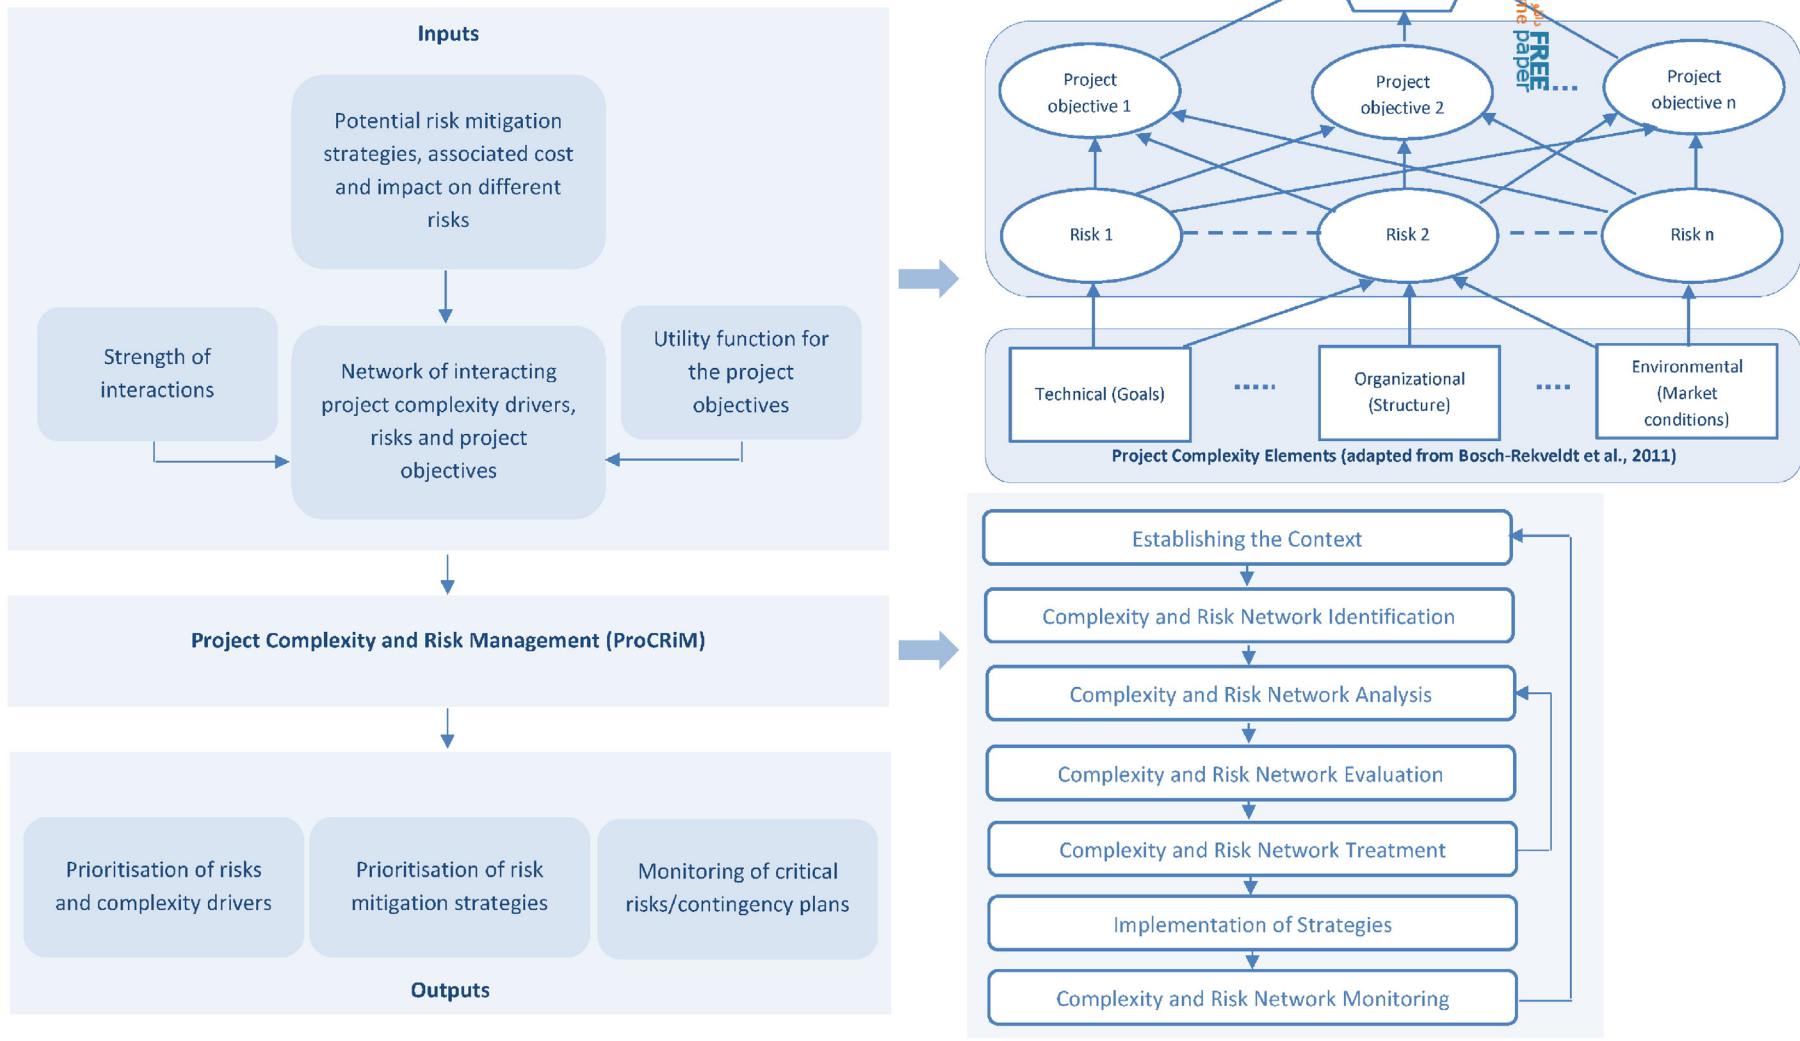 Inputs
Potential risk mitigation
strategies, associated cost
and impact on different
risks
Strength of
interactions
Network of interacting
project complexity drivers,
risks and project
objectives
Utility function for
the project
objectives
Project Complexity and Risk Management (ProCRiM)
Prioritisation of risks
and complexity drivers
Prioritisation of risk
mitigation strategies
Monitoring of critical
risks/contingency plans
Outputs
FREE
paper
Project
objective 1
Project
objective 2
Project
objective n
Risk 1
Risk 2
Risk n
Technical (Goals)
Organizational
(Structure)
Environmental
(Market
conditions)
Project Complexity Elements (adapted from Bosch-Rekveldt et al., 2011)
Establishing the Context
Complexity and Risk Network Identification
Complexity and Risk Network Analysis
Complexity and Risk Network Evaluation
Complexity and Risk Network Treatment
Implementation of Strategies
Complexity and Risk Network Monitoring